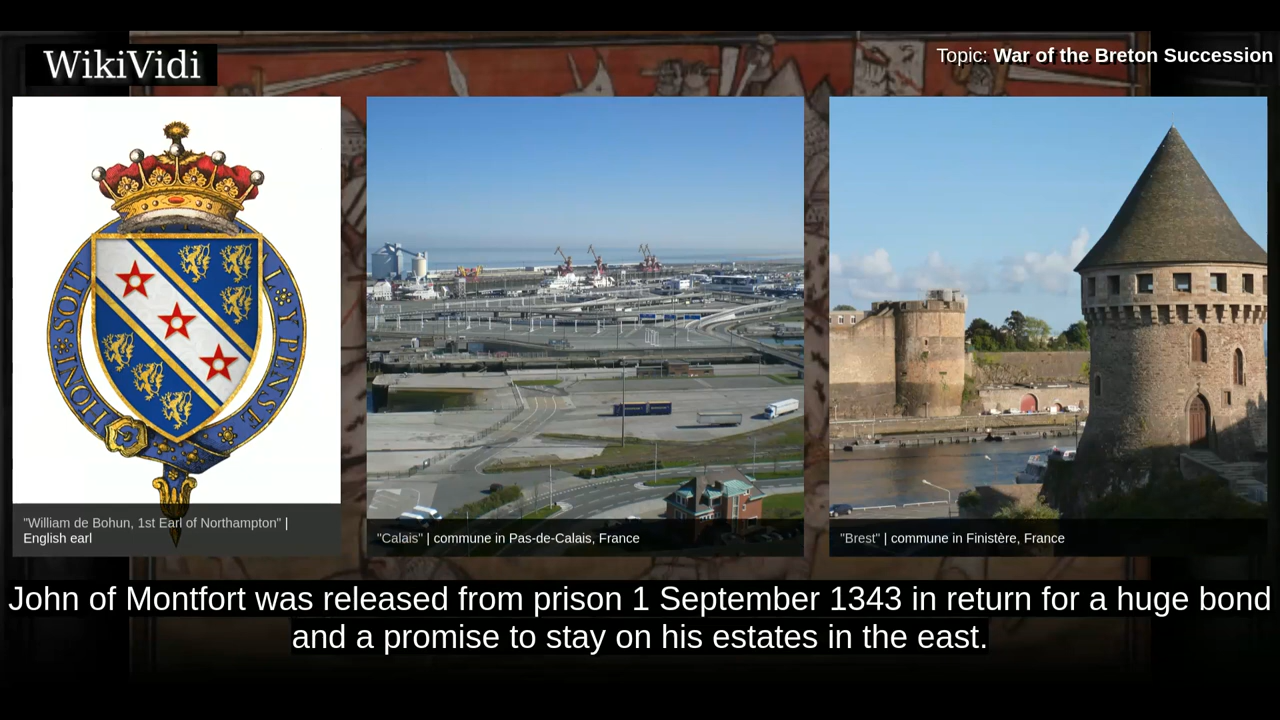 WikiVidi
Topic: War of the Breton Succession
HONI·SOIT
L·Y·PENSE
"William de Bohun, 1st Earl of Northampton" |
English earl
"Calais" | commune in Pas-de-Calais, France
"Brest" | commune in Finistère, France
John of Montfort was released from prison 1 September 1343 in return for a huge bond
and a promise to stay on his estates in the east.